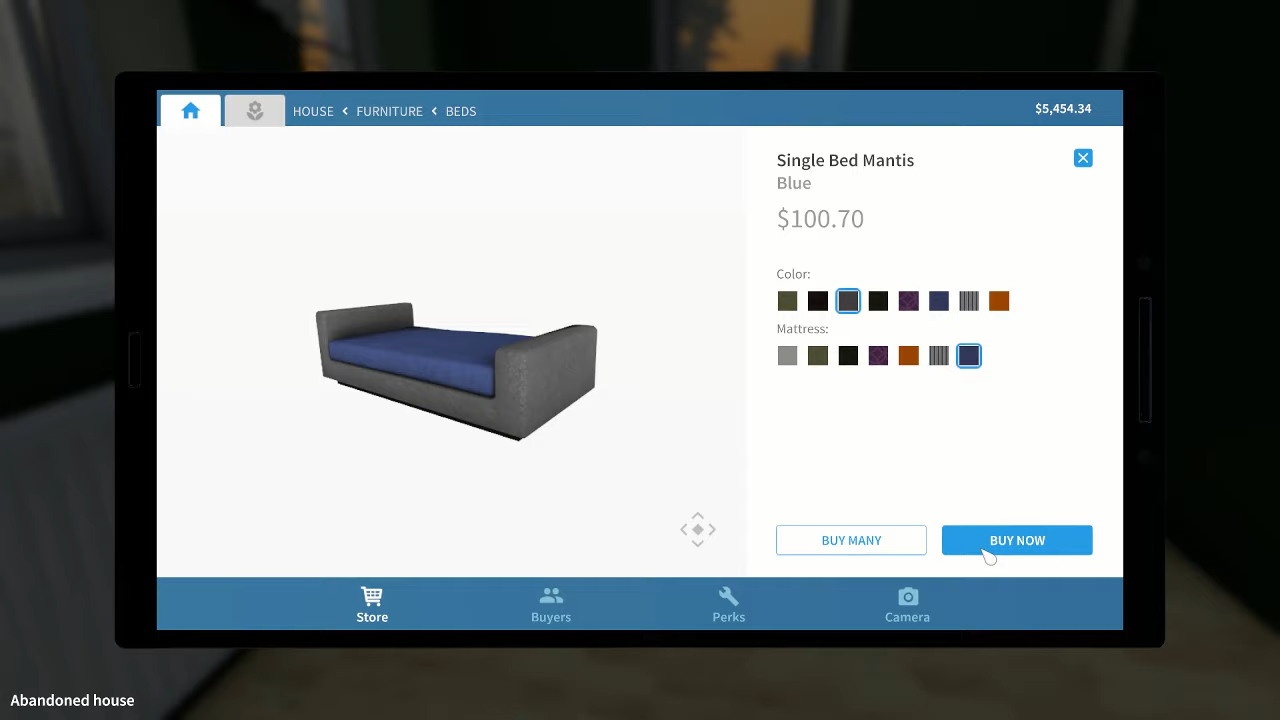 HOUSE < FURNITURE < BEDS
$5,454.34
Single Bed Mantis
Blue
$100.70
Color:
Mattress:
BUY MANY
BUY NOW
Store
Buyers
Perks
Camera
Abandoned house